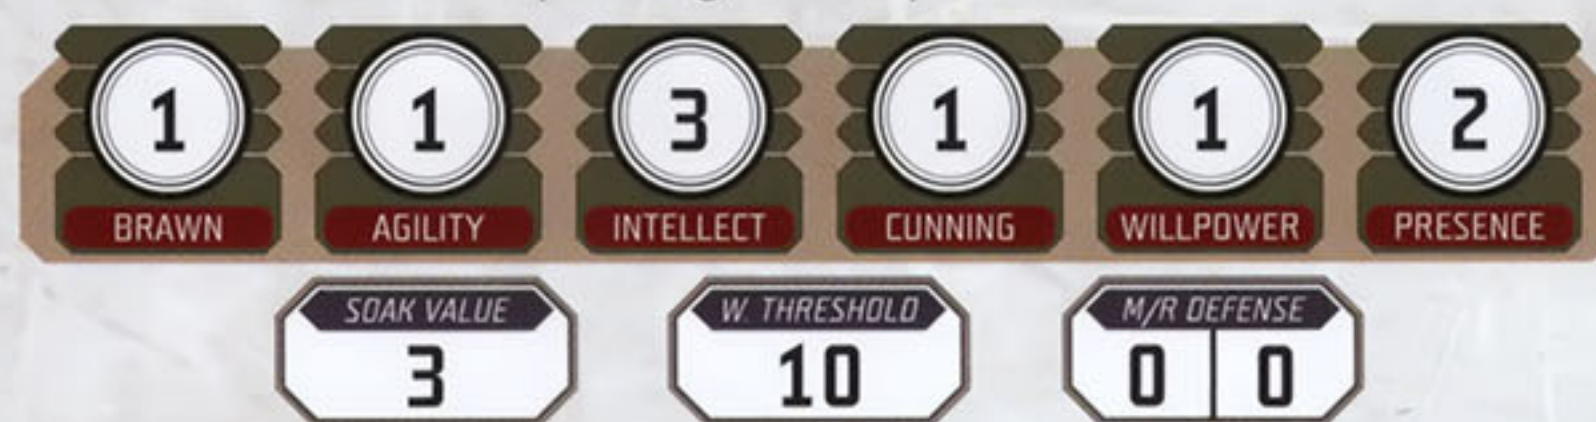 1 1 3 1 1 2
BRAWN AGILITY INTELLECT CUNNING WILLPOWER PRESENCE
SOAK VALUE W. THRESHOLD M/R DEFENSE
3 10 0 0